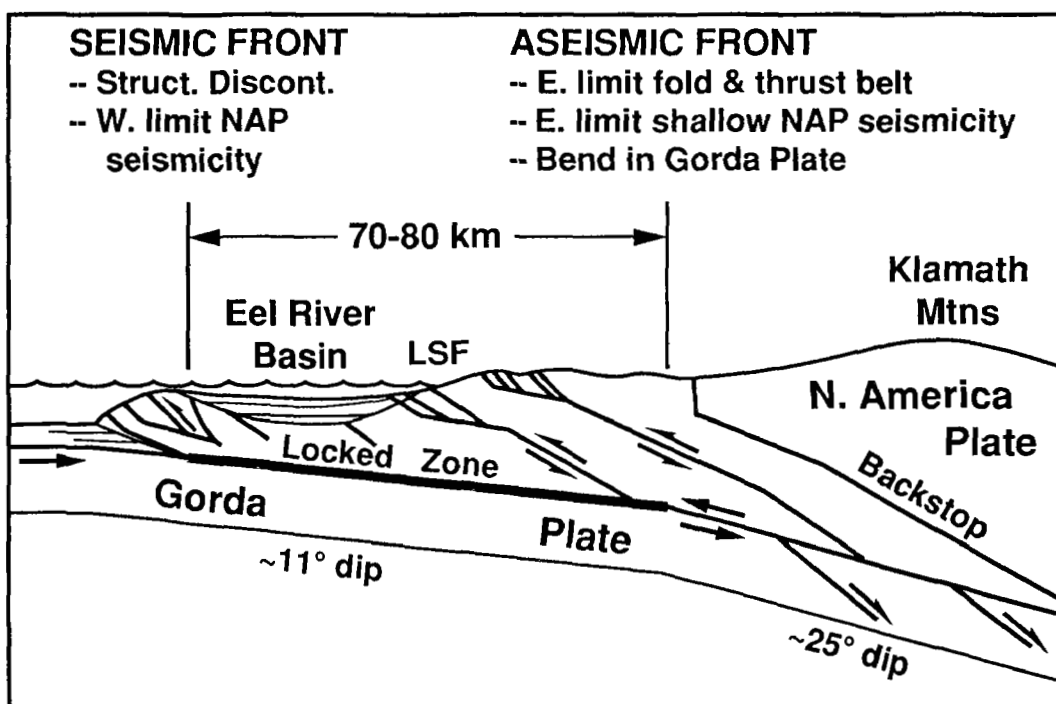 SEISMIC FRONT
-- Struct. Discont.
-- W. limit NAP
seismicity
ASEISMIC FRONT
-- E. limit fold & thrust belt
-- E. limit shallow NAP seismicity
-- Bend in Gorda Plate
70-80 km
Klamath
Mtns
Eel River
Basin
LSF
N. America
Plate
Locked Zone
Backstop
Gorda
Plate
~11° dip
~25° dip